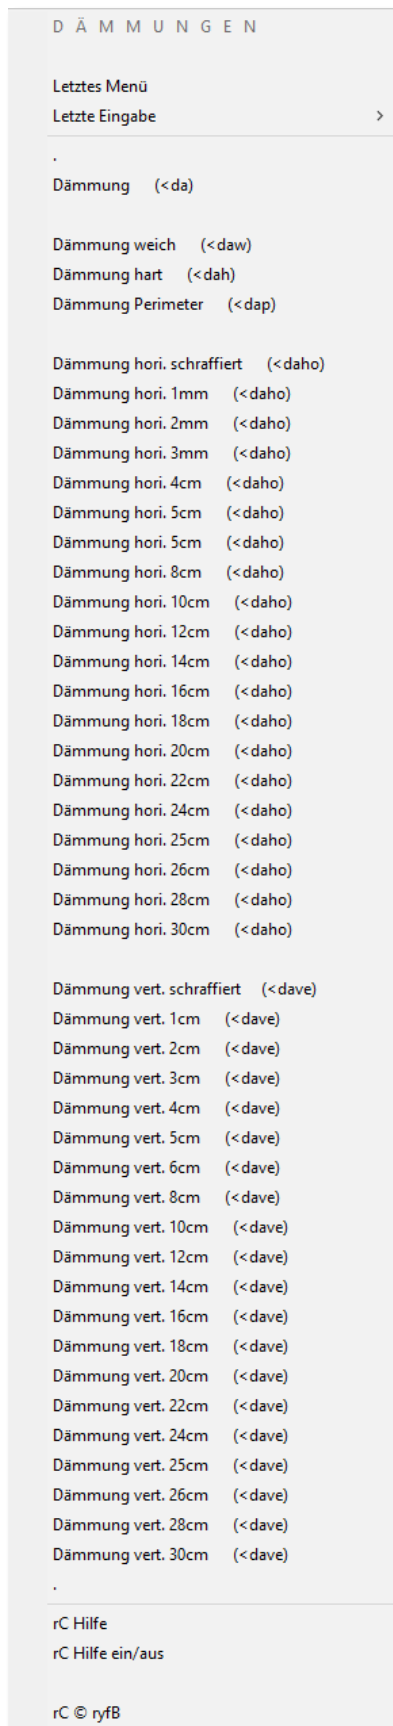 D Ä M M U N G E N
Letztes Menü
Letzte Eingabe >
.
Dämmung (<da)
Dämmung weich (<daw)
Dämmung hart (<dah)
Dämmung Perimeter (<dap)
Dämmung hori. schraffiert (<daho)
Dämmung hori. 1mm (<daho)
Dämmung hori. 2mm (<daho)
Dämmung hori. 3mm (<daho)
Dämmung hori. 4cm (<daho)
Dämmung hori. 5cm (<daho)
Dämmung hori. 5cm (<daho)
Dämmung hori. 8cm (<daho)
Dämmung hori. 10cm (<daho)
Dämmung hori. 12cm (<daho)
Dämmung hori. 14cm (<daho)
Dämmung hori. 16cm (<daho)
Dämmung hori. 18cm (<daho)
Dämmung hori. 20cm (<daho)
Dämmung hori. 22cm (<daho)
Dämmung hori. 24cm (<daho)
Dämmung hori. 25cm (<daho)
Dämmung hori. 26cm (<daho)
Dämmung hori. 28cm (<daho)
Dämmung hori. 30cm (<daho)
Dämmung vert. schraffiert (<dave)
Dämmung vert. 1cm (<dave)
Dämmung vert. 2cm (<dave)
Dämmung vert. 3cm (<dave)
Dämmung vert. 4cm (<dave)
Dämmung vert. 5cm (<dave)
Dämmung vert. 6cm (<dave)
Dämmung vert. 8cm (<dave)
Dämmung vert. 10cm (<dave)
Dämmung vert. 12cm (<dave)
Dämmung vert. 14cm (<dave)
Dämmung vert. 16cm (<dave)
Dämmung vert. 18cm (<dave)
Dämmung vert. 20cm (<dave)
Dämmung vert. 22cm (<dave)
Dämmung vert. 24cm (<dave)
Dämmung vert. 25cm (<dave)
Dämmung vert. 26cm (<dave)
Dämmung vert. 28cm (<dave)
Dämmung vert. 30cm (<dave)
.
rC Hilfe
rC Hilfe ein/aus
rC © ryfB